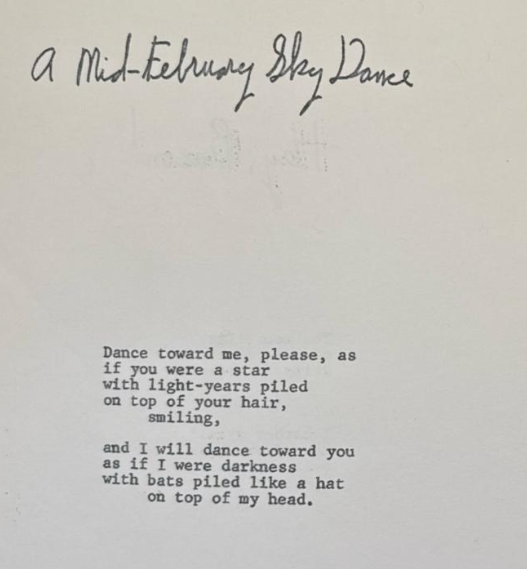 A Mid-February Sky Dance
Dance toward me, please, as
if you were a star
with light-years piled
on top of your hair,
smiling,
and I will dance toward you
as if I were darkness
with bats piled like a hat
on top of my head.